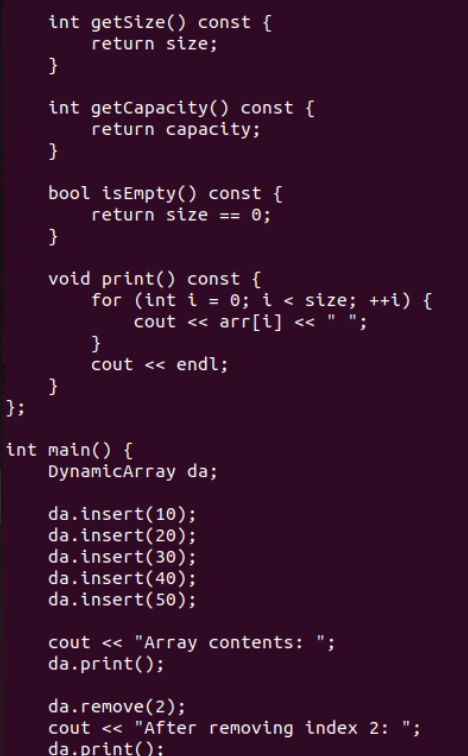 int getSize() const {
        return size;
    }

    int getCapacity() const {
        return capacity;
    }

    bool isEmpty() const {
        return size == 0;
    }

    void print() const {
        for (int i = 0; i < size; ++i) {
            cout << arr[i] << " ";
        }
        cout << endl;
    }
};

int main() {
    DynamicArray da;

    da.insert(10);
    da.insert(20);
    da.insert(30);
    da.insert(40);
    da.insert(50);

    cout << "Array contents: ";
    da.print();

    da.remove(2);
    cout << "After removing index 2: ";
    da.print();